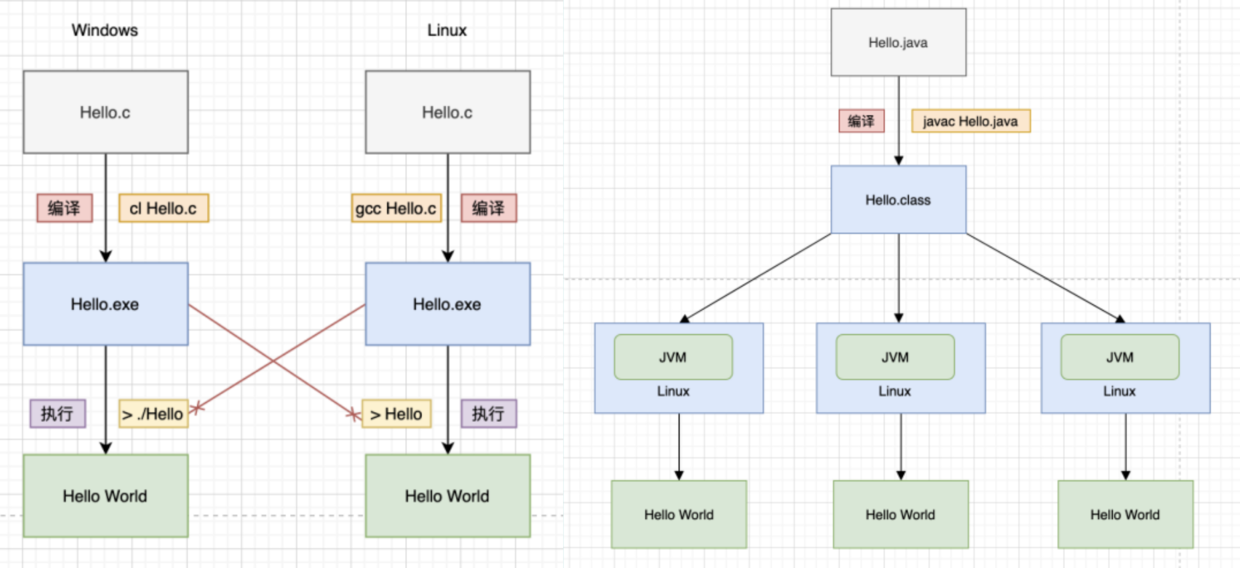 Windows
Linux
Hello.c
Hello.c
编译
cl Hello.c
gcc Hello.c
编译
Hello.exe
Hello.exe
执行
> ./Hello
> Hello
执行
Hello World
Hello World
Hello.java
编译
javac Hello.java
Hello.class
JVM
Linux
JVM
Linux
JVM
Linux
Hello World
Hello World
Hello World